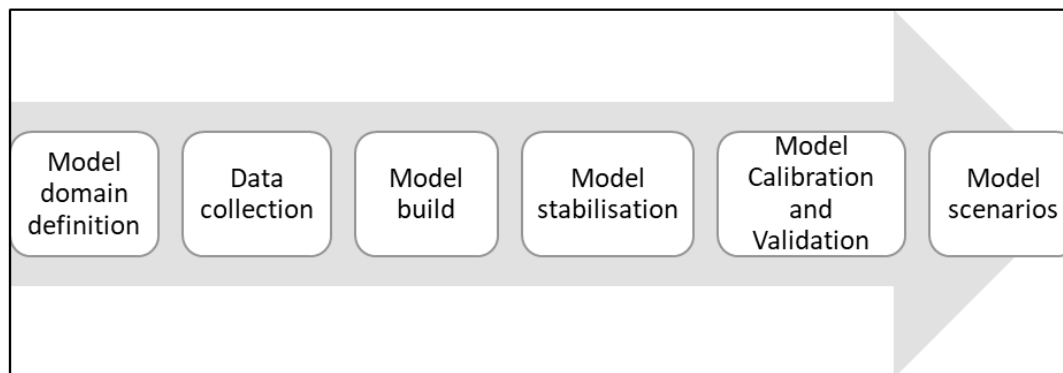 Model
domain
definition
Data
collection
Model
build
Model
stabilisation
Model
Calibration
and
Validation
Model
scenarios